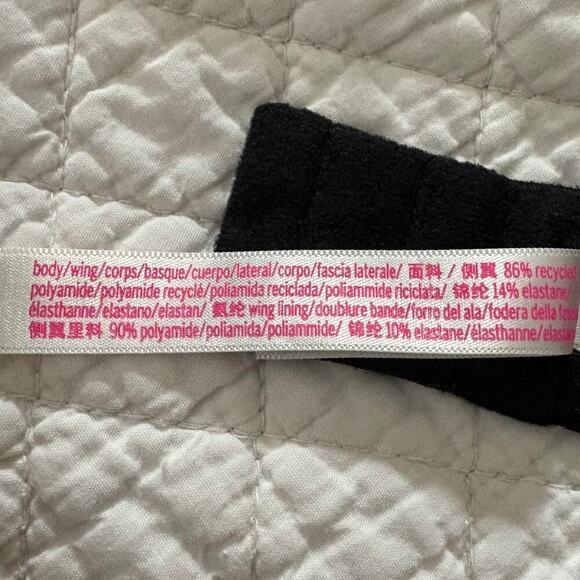 body/wing/corps/basque/cuerpo/lateral/corpo/fascia laterale/ 面料 / 侧翼 86% recycled
polyamide/polyamide recyclé/poliamida reciclada/poliammide riciclata/ 锦纶 14% elastane/
élasthanne/elastano/elastan/ 氨纶 wing lining/doublure bande/forro del ala/fodera della fascia
侧翼里料 90% polyamide/poliamida/poliammide/ 锦纶 10% elastane/élasthanne/elastan